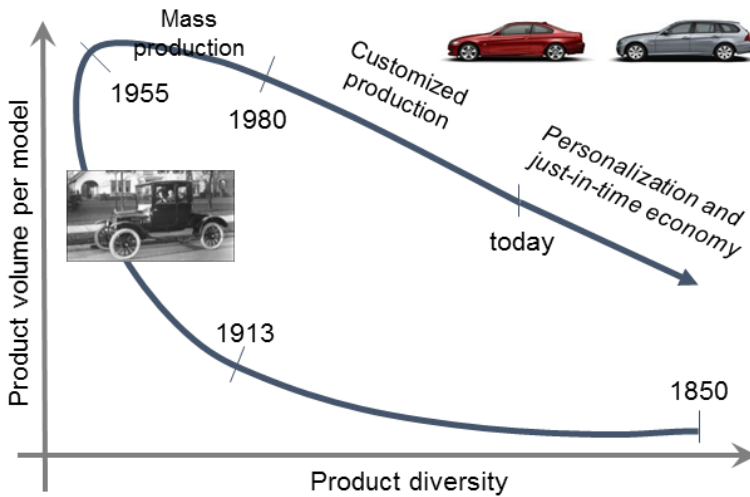 Mass
production
1955
1980
Customized
production
Personalization and
just-in-time economy
today
1913
1850
Product volume per model
Product diversity